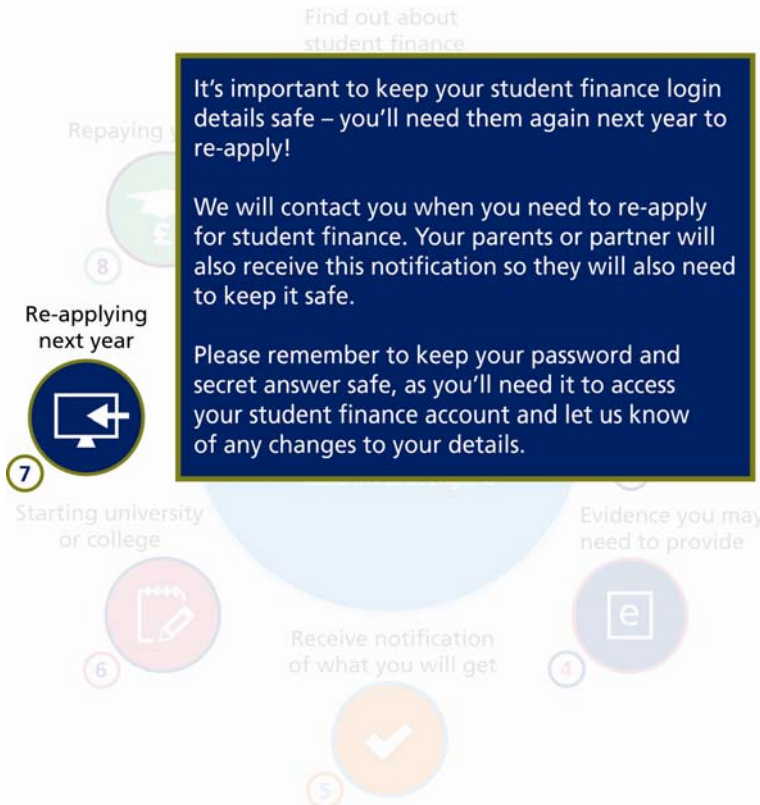 Find out about
student finance
Repaying
£
8
It's important to keep your student finance login
details safe – you'll need them again next year to
re-apply!
We will contact you when you need to re-apply
for student finance. Your parents or partner will
also receive this notification so they will also need
to keep it safe.
Please remember to keep your password and
secret answer safe, as you'll need it to access
your student finance account and let us know
of any changes to your details.
Re-applying
next year
7
Starting university
or college
6
Evidence you may
need to provide
e
4
Receive notification
of what you will get
5